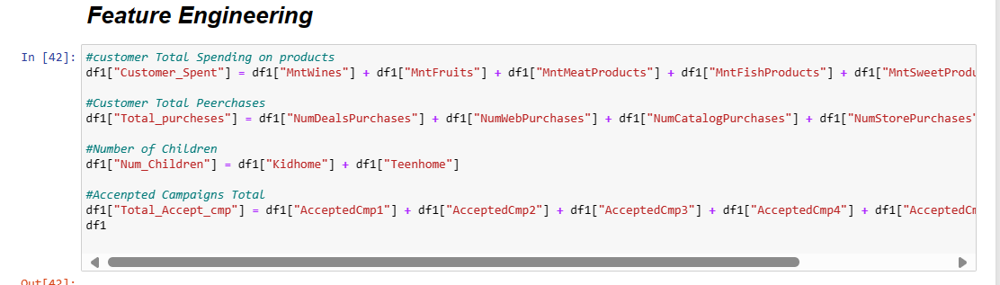 Feature Engineering
In [42]:
#customer Total Spending on products
df1["Customer_Spent"] = df1["MntWines"] + df1["MntFruits"] + df1["MntMeatProducts"] + df1["MntFishProducts"] + df1["MntSweetProdu
#Customer Total Peerchases
df1["Total_purcheses"] = df1["NumDealsPurchases"] + df1["NumWebPurchases"] + df1["NumCatalogPurchases"] + df1["NumStorePurchases"
#Number of Children
df1["Num_Children"] = df1["Kidhome"] + df1["Teenhome"]
#Accenpted Campaigns Total
df1["Total_Accept_cmp"] = df1["AcceptedCmp1"] + df1["AcceptedCmp2"] + df1["AcceptedCmp3"] + df1["AcceptedCmp4"] + df1["AcceptedCm
df1
Out[42]: